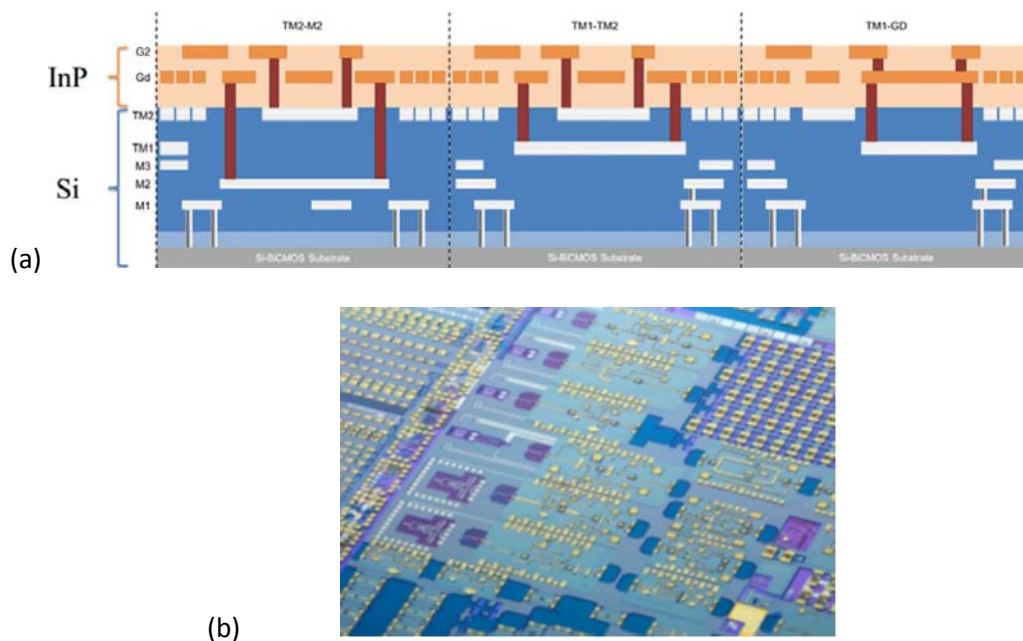 TM2-M2 TM1-TM2 TM1-GD
G2
InP
Gd
TM2
TM1
M3
Si
M2
M1
Si-BiCMOS Substrate Si-BiCMOS Substrate Si-BiCMOS Substrate
(a)
(b)